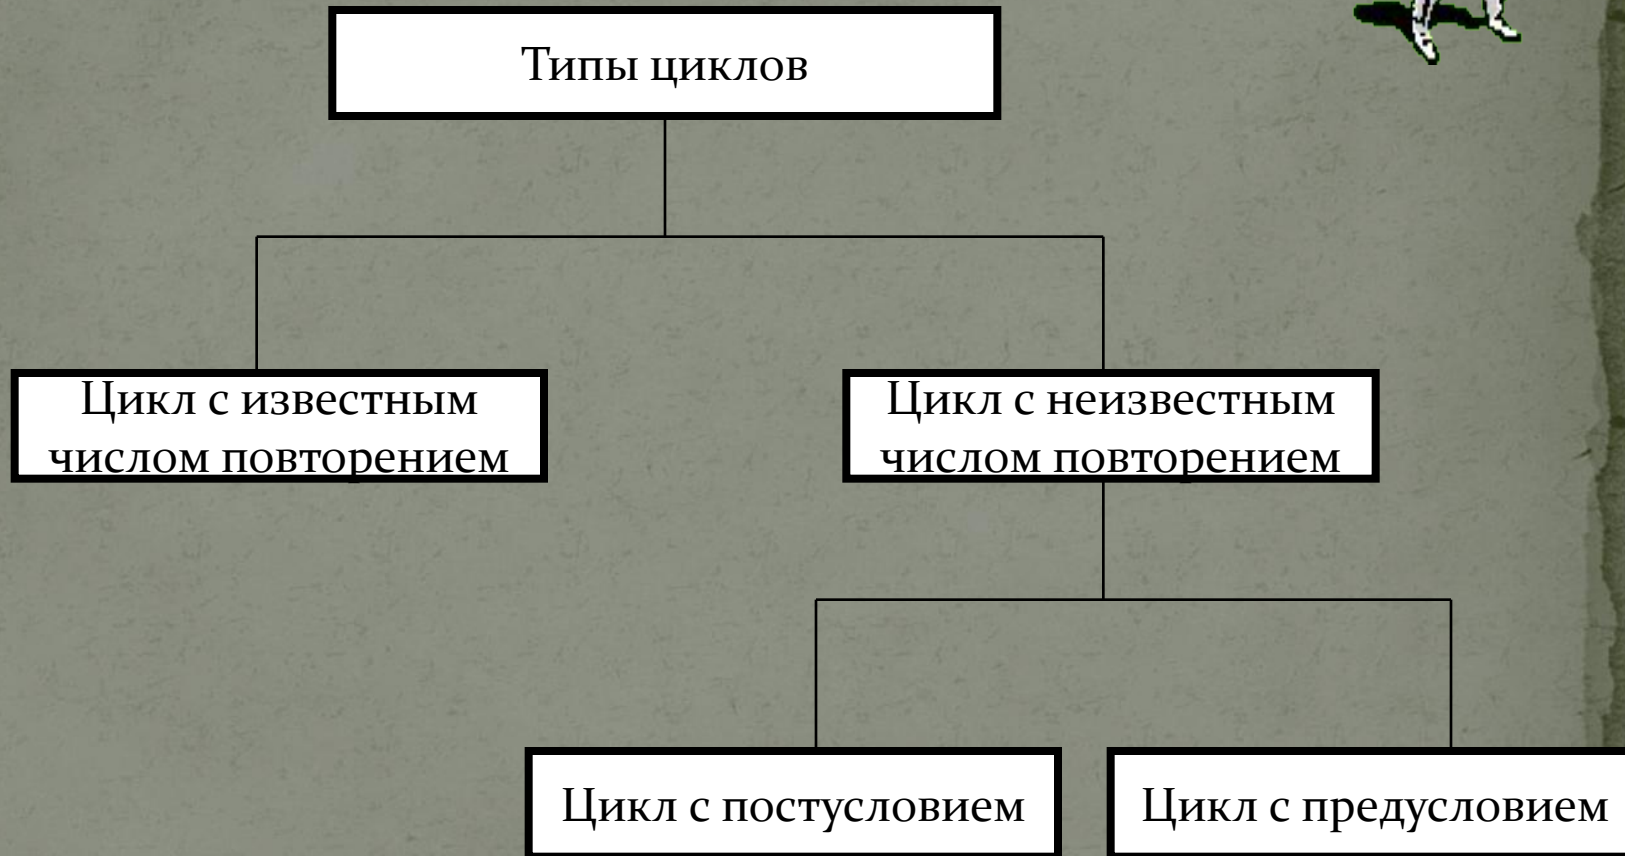 Типы циклов
Цикл с известным
числом повторением
Цикл с неизвестным
числом повторением
Цикл с постусловием
Цикл с предусловием